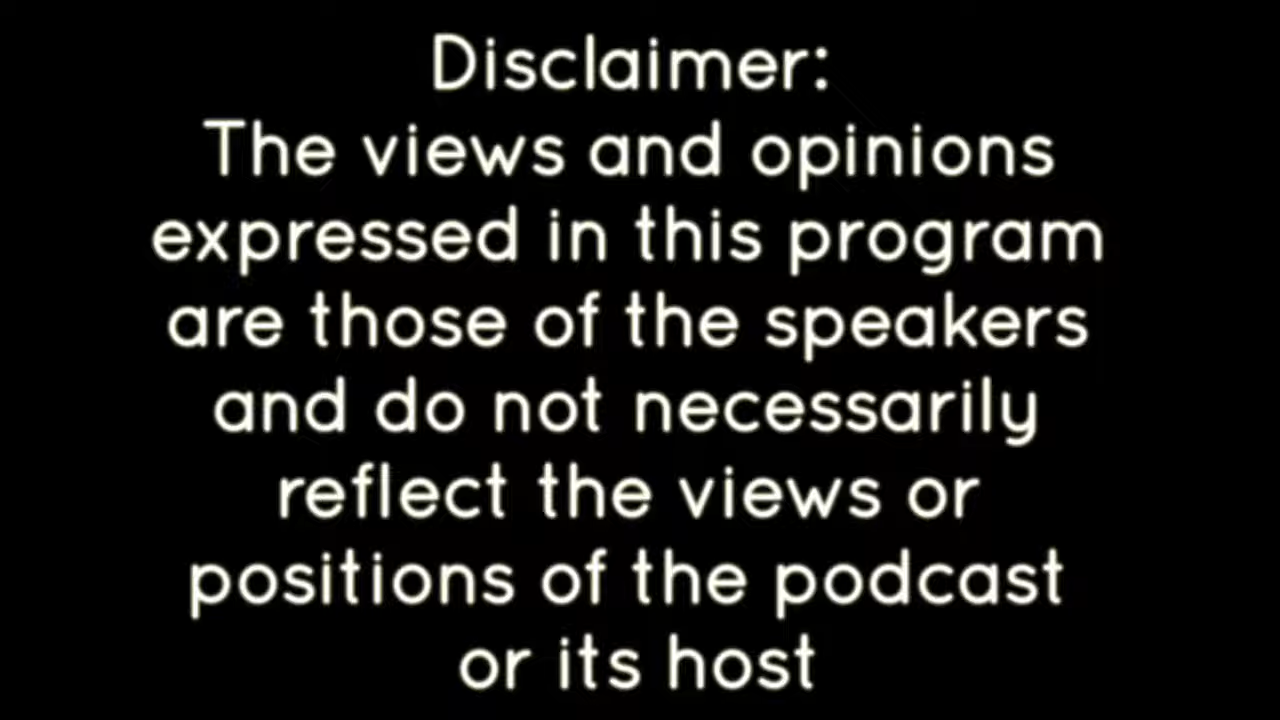 Disclaimer:
The views and opinions
expressed in this program
are those of the speakers
and do not necessarily
reflect the views or
positions of the podcast
or its host